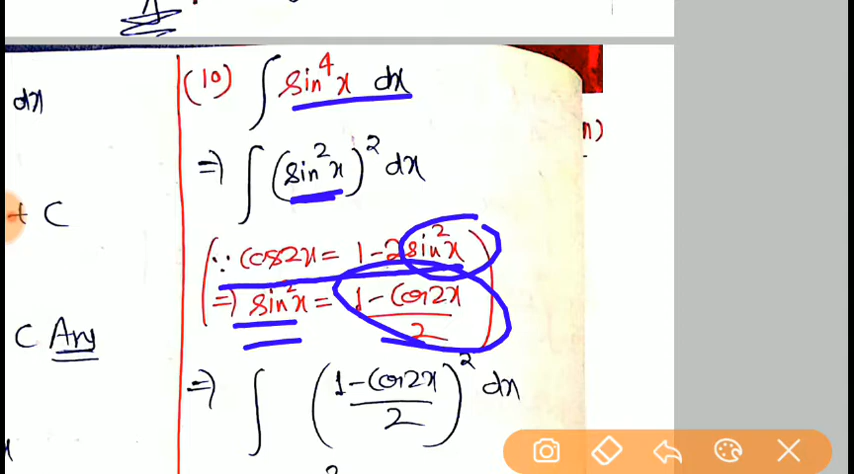 dx
+ C
C Ans
(10) ∫ sin⁴x dx
⇒ ∫ (sin²x)² dx
(∵ cos2x = 1-2sin²x
⇒ sin²x = (1-Cos2x)/2)
⇒ ∫ ((1-Cos2x)/2)² dx
n)